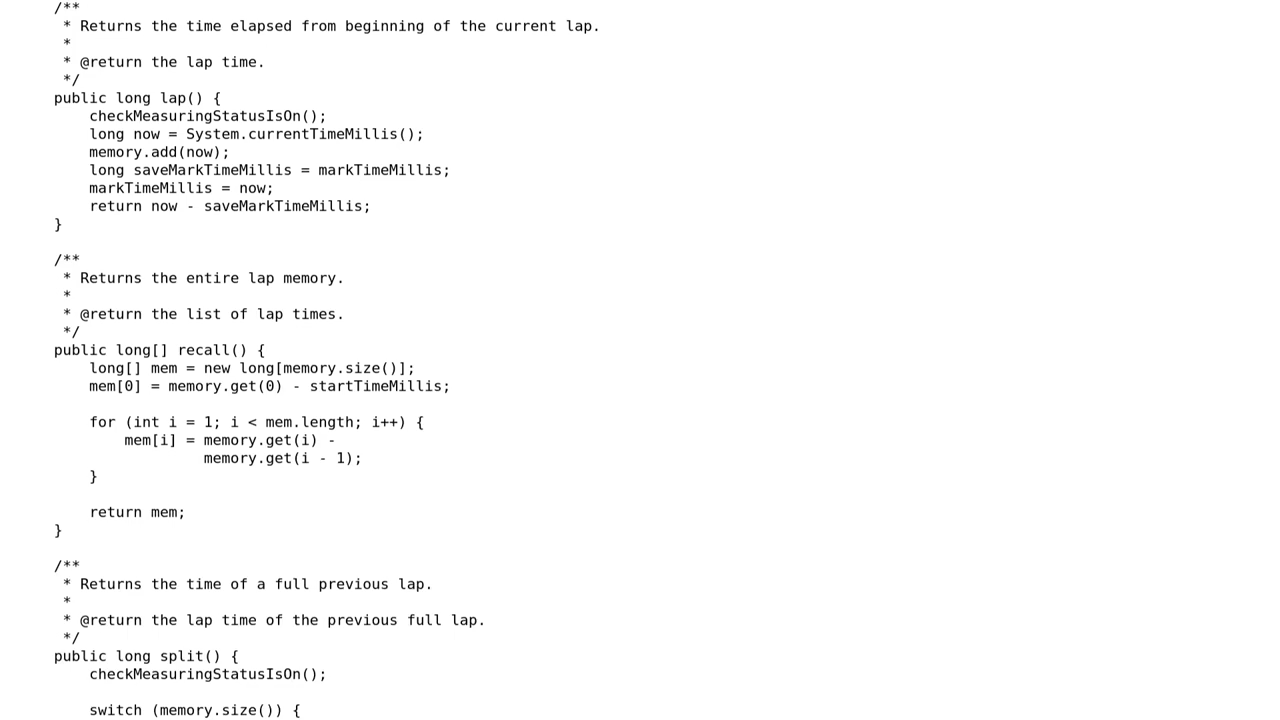 /**
 * Returns the time elapsed from beginning of the current lap.
 *
 * @return the lap time.
 */
public long lap() {
    checkMeasuringStatusIsOn();
    long now = System.currentTimeMillis();
    memory.add(now);
    long saveMarkTimeMillis = markTimeMillis;
    markTimeMillis = now;
    return now - saveMarkTimeMillis;
}

/**
 * Returns the entire lap memory.
 *
 * @return the list of lap times.
 */
public long[] recall() {
    long[] mem = new long[memory.size()];
    mem[0] = memory.get(0) - startTimeMillis;

    for (int i = 1; i < mem.length; i++) {
        mem[i] = memory.get(i) -
                 memory.get(i - 1);
    }

    return mem;
}

/**
 * Returns the time of a full previous lap.
 *
 * @return the lap time of the previous full lap.
 */
public long split() {
    checkMeasuringStatusIsOn();

    switch (memory.size()) {